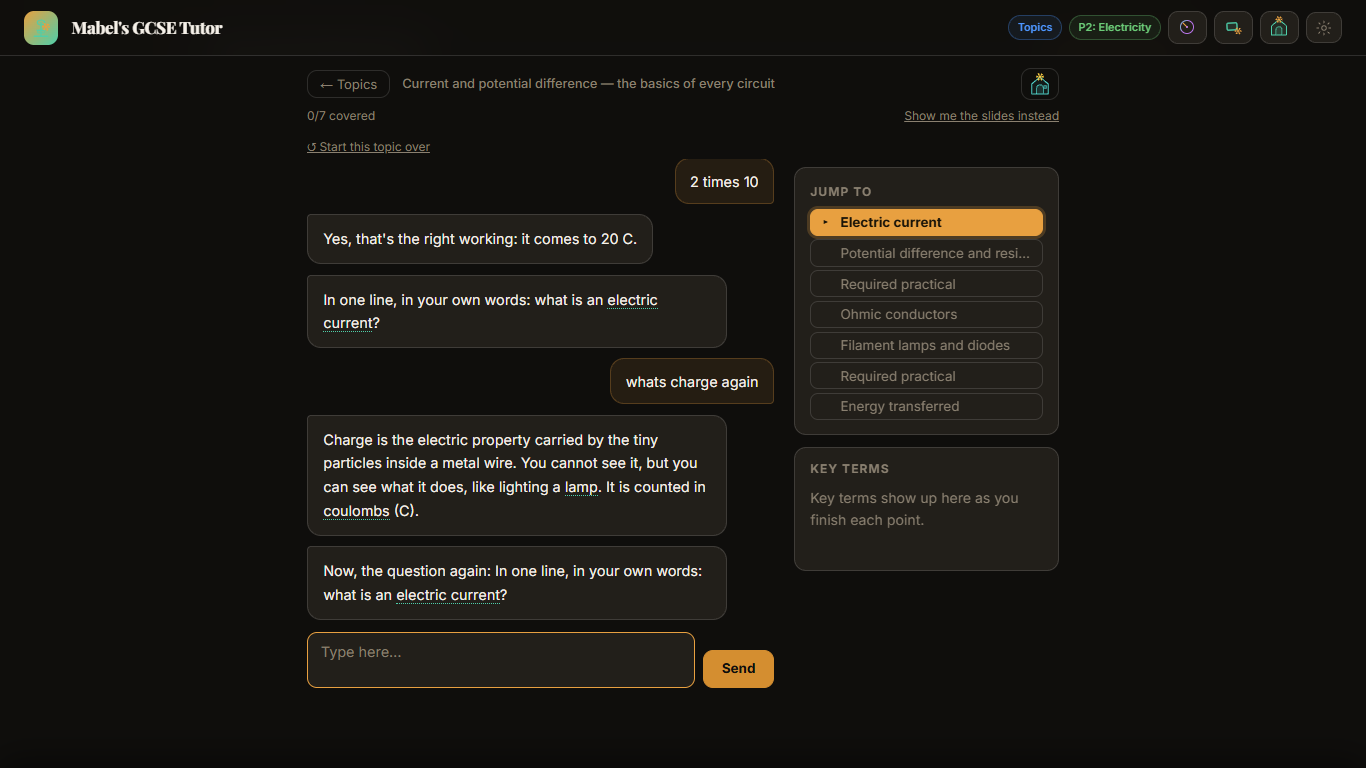 Mabel's GCSE Tutor
Topics
P2: Electricity
← Topics
Current and potential difference — the basics of every circuit
0/7 covered
Show me the slides instead
↺ Start this topic over
2 times 10
Yes, that's the right working: it comes to 20 C.
In one line, in your own words: what is an electric
current?
whats charge again
Charge is the electric property carried by the tiny
particles inside a metal wire. You cannot see it, but you
can see what it does, like lighting a lamp. It is counted in
coulombs (C).
Now, the question again: In one line, in your own words:
what is an electric current?
Type here...
Send
JUMP TO
Electric current
Potential difference and resi...
Required practical
Ohmic conductors
Filament lamps and diodes
Required practical
Energy transferred
KEY TERMS
Key terms show up here as you
finish each point.